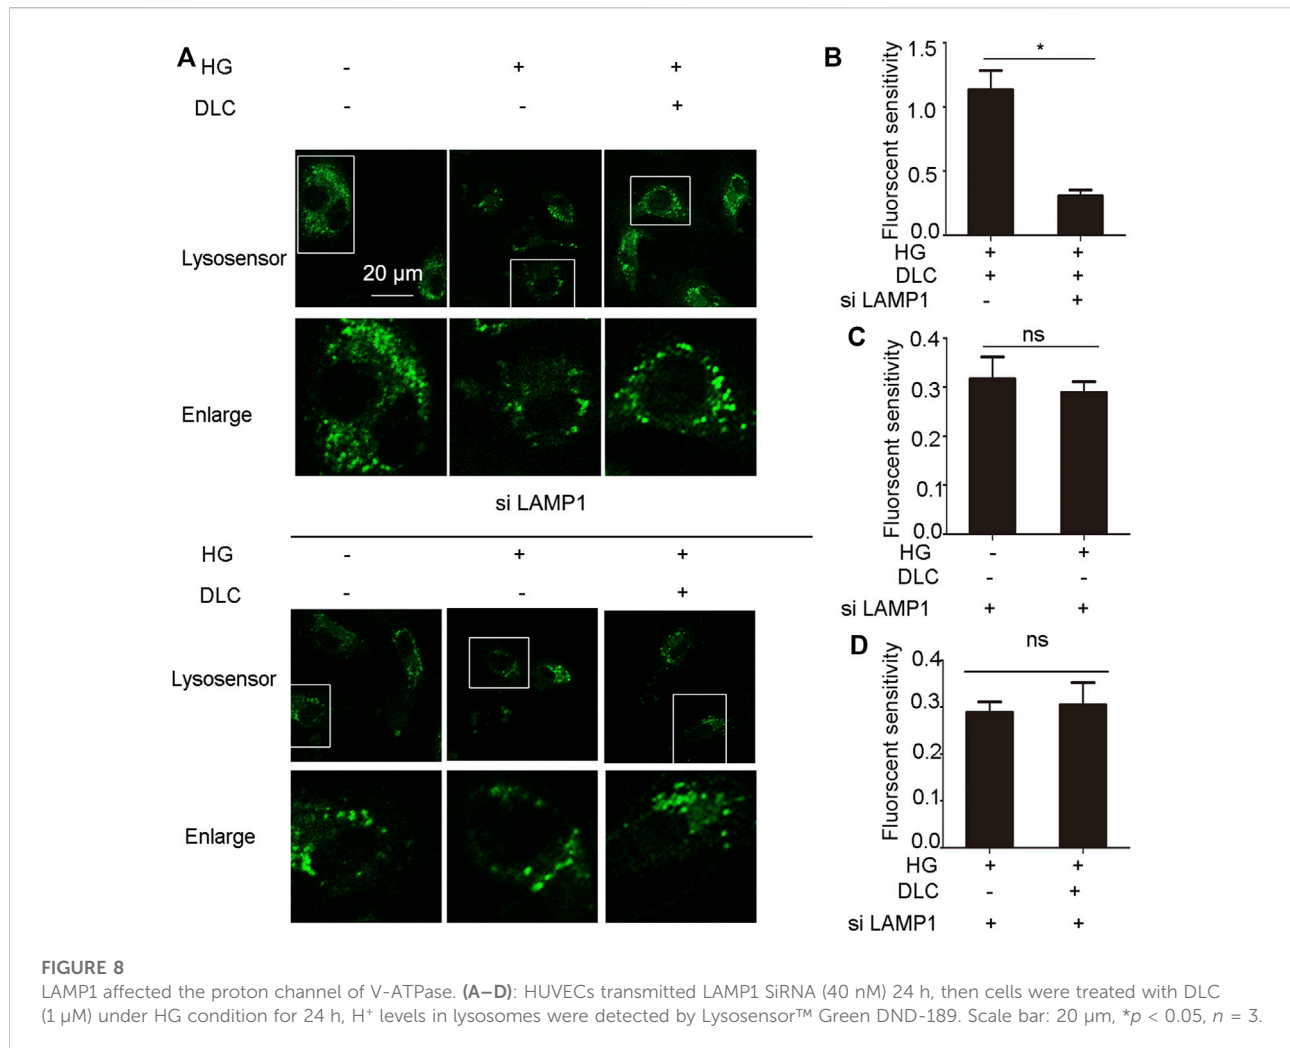 A
HG - + +
DLC - - +
Lysosensor
20 μm
Enlarge
si LAMP1
HG - + +
DLC - - +
Lysosensor
Enlarge
B
Fluorescent sensitivity
1.5
1.0
0.5
0.0
*
HG + +
DLC + +
si LAMP1 - +
C
Fluorscent sensitivity
0.4
0.3
0.2
0.1
0.0
ns
HG - +
DLC - -
si LAMP1 + +
D
Fluorescent sensitivity
0.4
0.3
0.2
0.1
0.0
ns
HG + +
DLC - +
si LAMP1 + +
FIGURE 8
LAMP1 affected the proton channel of V-ATPase. (A–D): HUVECs transmitted LAMP1 SiRNA (40 nM) 24 h, then cells were treated with DLC
(1 μM) under HG condition for 24 h, H⁺ levels in lysosomes were detected by Lysosensor™ Green DND-189. Scale bar: 20 μm, *p < 0.05, n = 3.